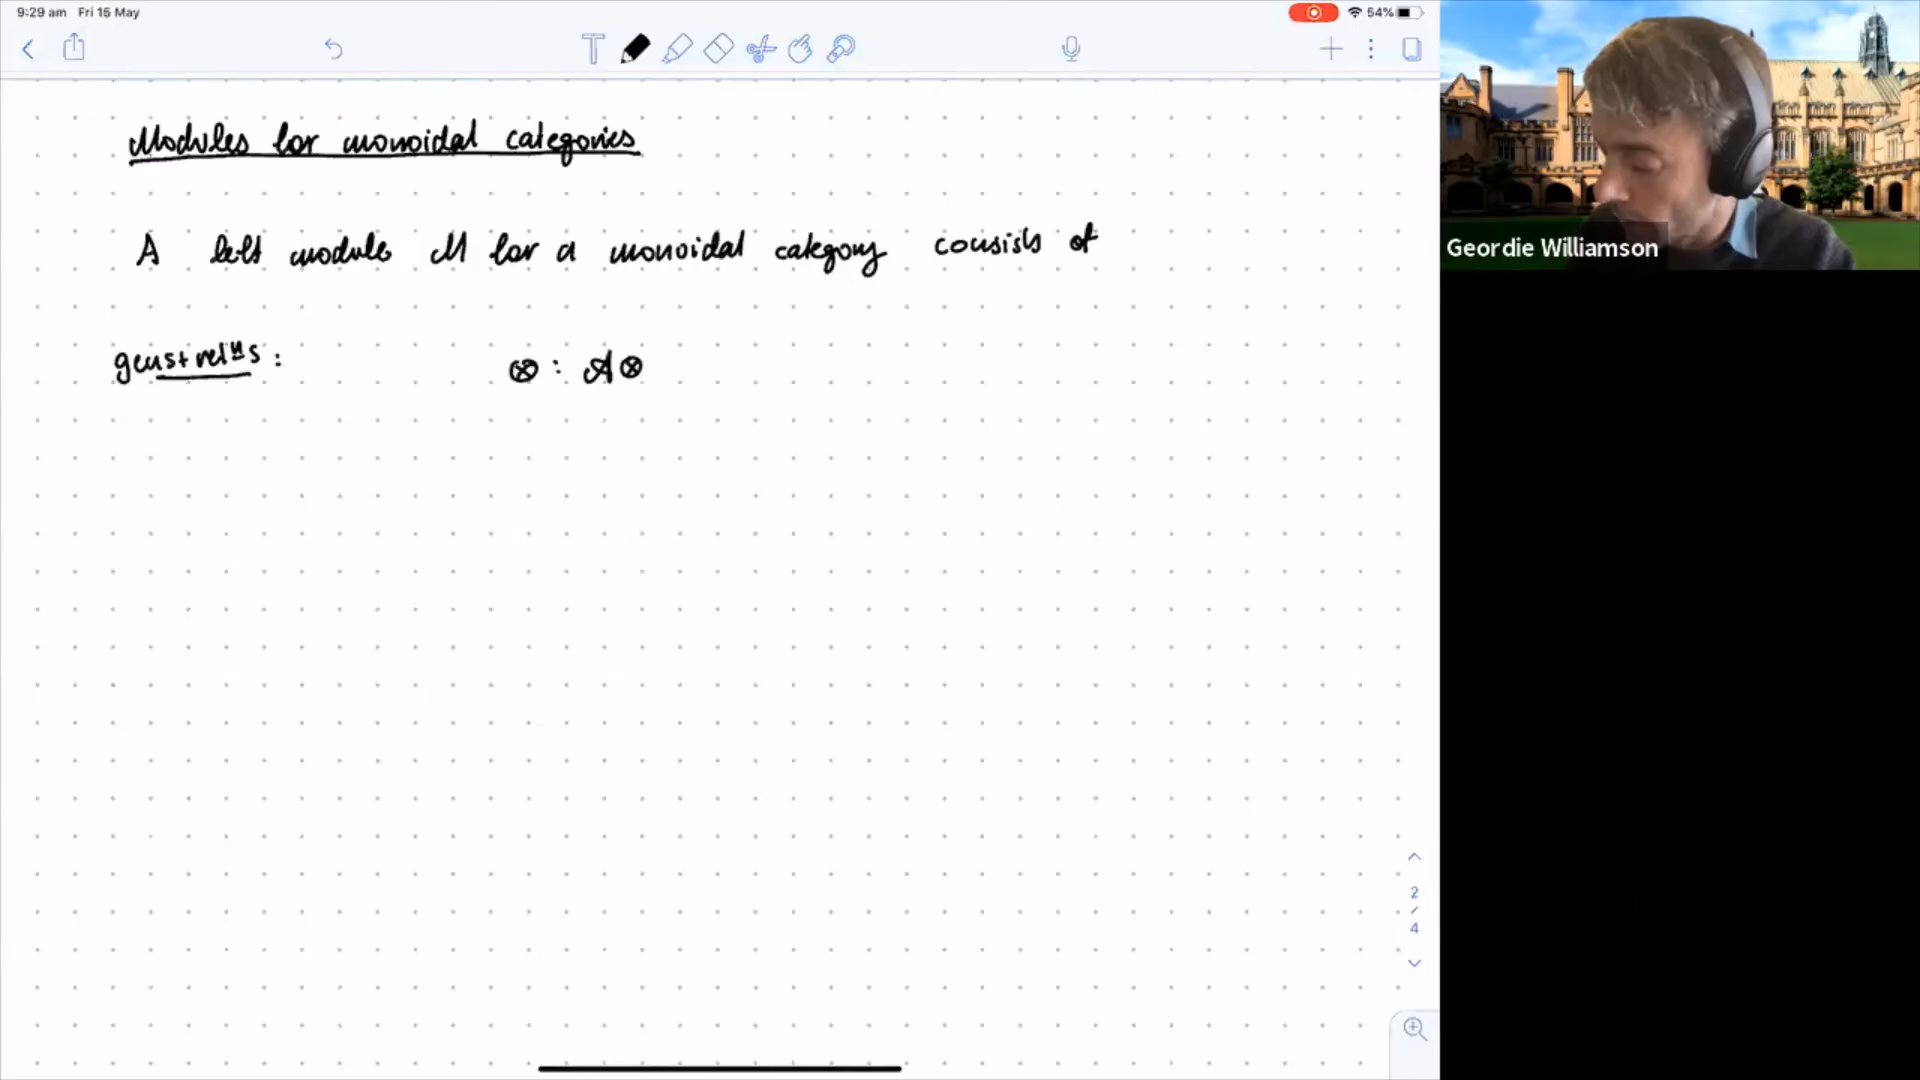 9:29 am Fri 15 May
54%
Modules for monoidal categories
A left module M for a monoidal category consists of
gens+relⁿs :
⊗ : A⊗
Geordie Williamson
2
/
4